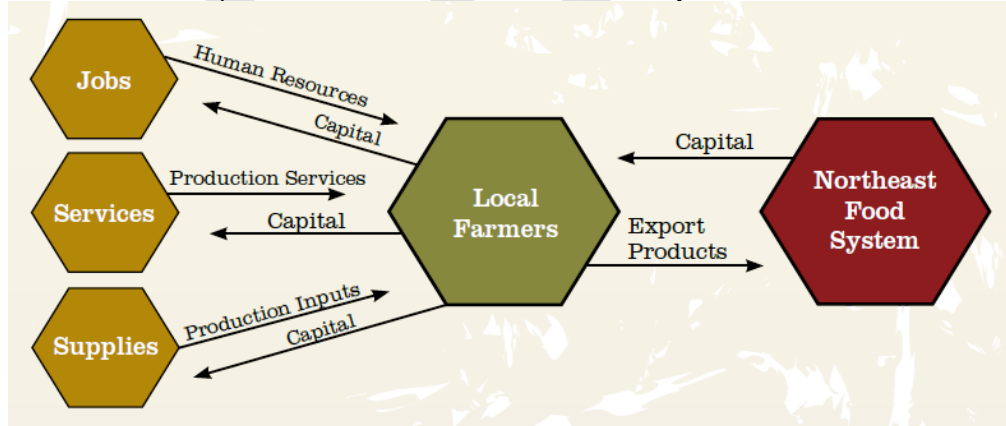 Jobs
Human Resources
Capital
Services
Production Services
Capital
Supplies
Production Inputs
Capital
Local
Farmers
Capital
Export
Products
Northeast
Food
System